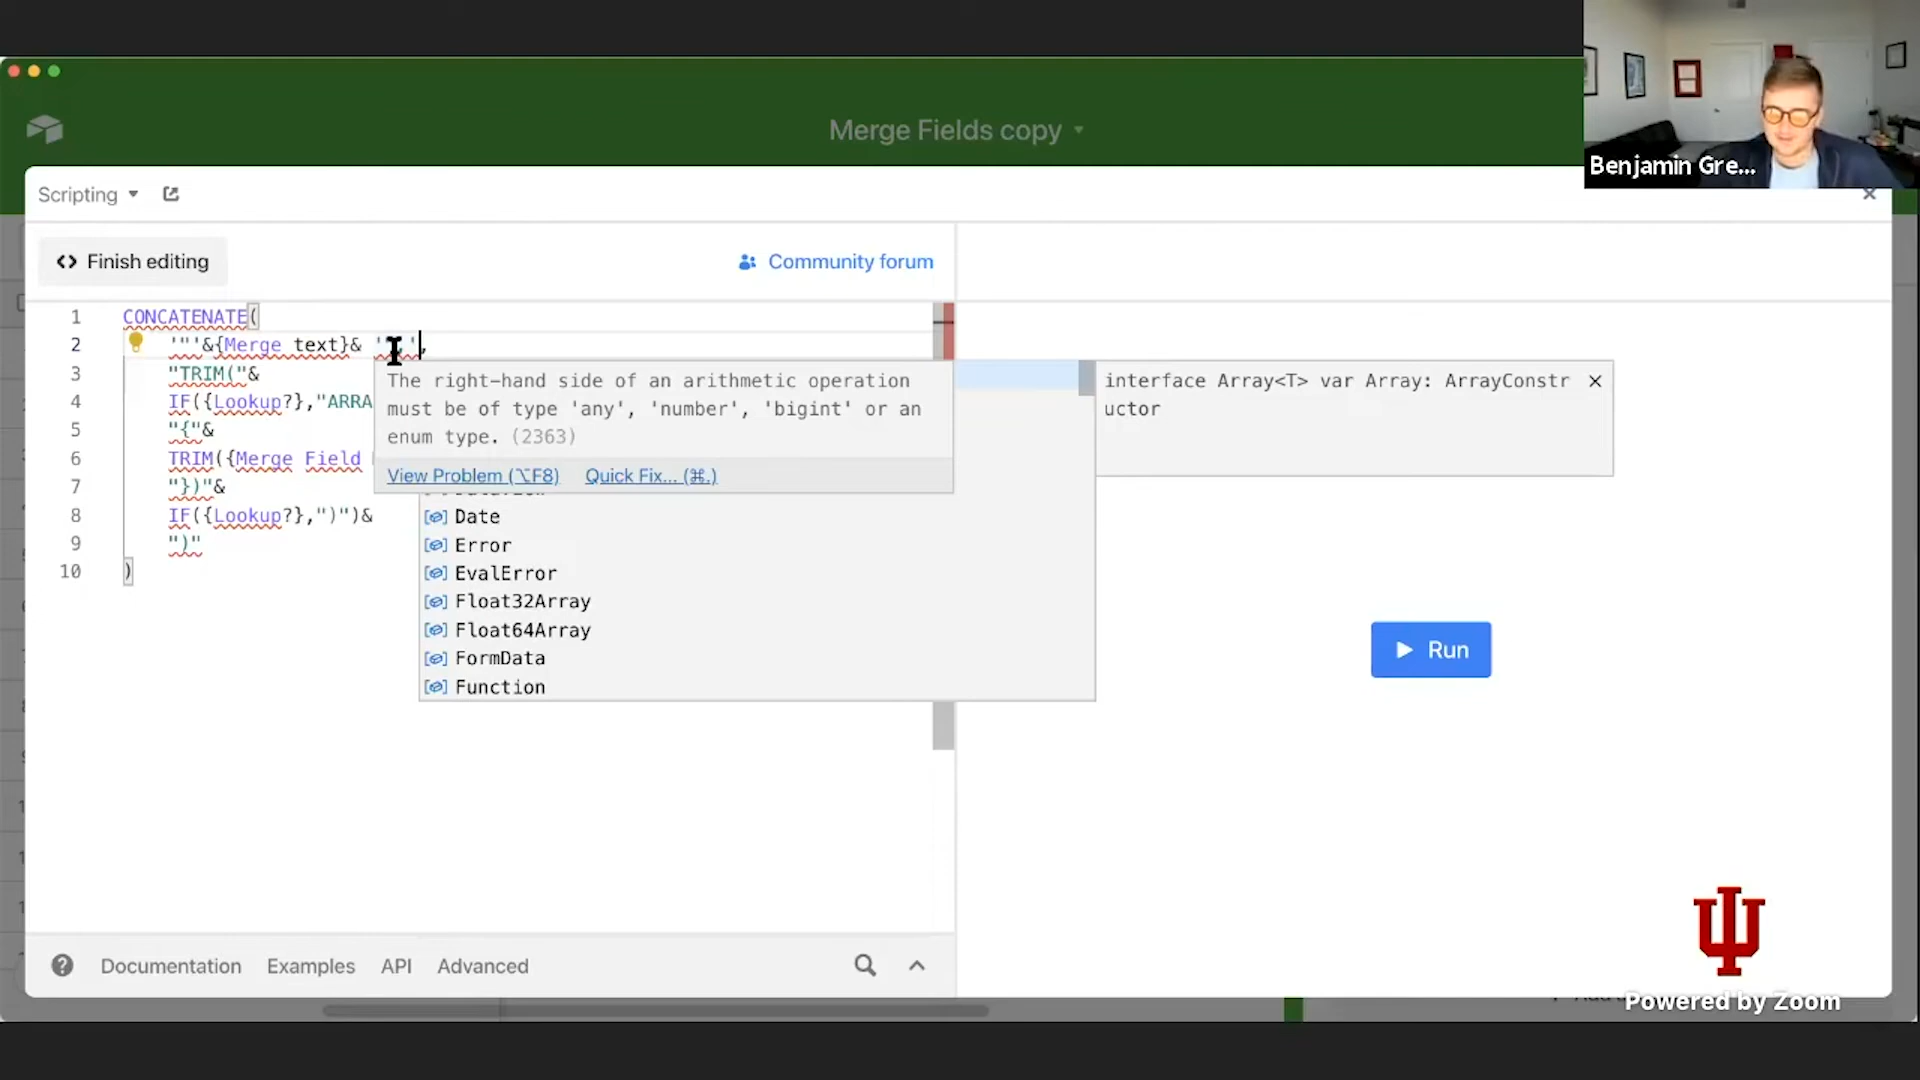 Merge Fields copy
Benjamin Gre...
Scripting
Finish editing
Community forum
1 CONCATENATE(
2 '"'&{Merge text}& '
3 "TRIM("&
4 IF({Lookup?},"ARRA
5 "{"&
6 TRIM({Merge Field
7 "})"&
8 IF({Lookup?},")")&
9 ")"
10 )
The right-hand side of an arithmetic operation
must be of type 'any', 'number', 'bigint' or an
enum type. (2363)
View Problem (⌥F8) Quick Fix... (⌘.)
interface Array<T> var Array: ArrayConstr
uctor
Date
Error
EvalError
Float32Array
Float64Array
FormData
Function
Run
Documentation
Examples
API
Advanced
Powered by Zoom